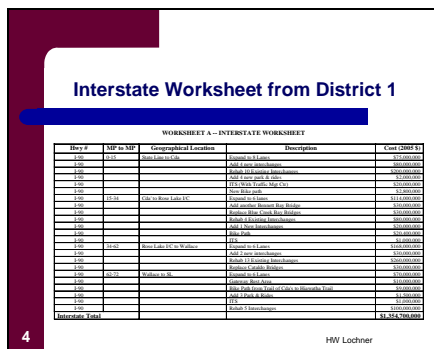 Interstate Worksheet from District 1
WORKSHEET A -- INTERSTATE WORKSHEET
Hwy # MP to MP Geographical Location Description Cost (2005 $)
I-90 0-15 State Line to Cda Expand to 8 Lanes $75,000,000
I-90 Add 4 new interchanges $80,000,000
I-90 Rehab 10 Existing Interchanges $200,000,000
I-90 Add 4 new park & rides $2,000,000
I-90 ITS (With Traffic Mgt Ctr) $20,000,000
I-90 New Bike path $2,800,000
I-90 15-34 Cda' to Rose Lake I/C Expand to 6 lanes $114,000,000
I-90 Add another Bennett Bay Bridge $30,000,000
I-90 Replace Blue Creek Bay Bridges $30,000,000
I-90 Rehab 4 Existing Interchanges $80,000,000
I-90 Add 1 New Interchanges $20,000,000
I-90 Bike Path $20,400,000
I-90 ITS $1,000,000
I-90 34-62 Rose Lake I/C to Wallace Expand to 6 Lanes $168,000,000
I-90 Add 2 new interchanges $30,000,000
I-90 Rehab 13 Existing Interchanges $260,000,000
I-90 Replace Cataldo Bridges $30,000,000
I-90 62-72 Wallace to SL Expand to 6 Lanes $70,000,000
I-90 Gateway Rest Area $10,000,000
I-90 Bike Path from Trail of Cda's to Hiawatha Trail $9,000,000
I-90 Add 3 Park & Rides $1,500,000
I-90 ITS $1,000,000
I-90 Rehab 5 Interchanges $100,000,000
Interstate Total $1,354,700,000
4
HW Lochner